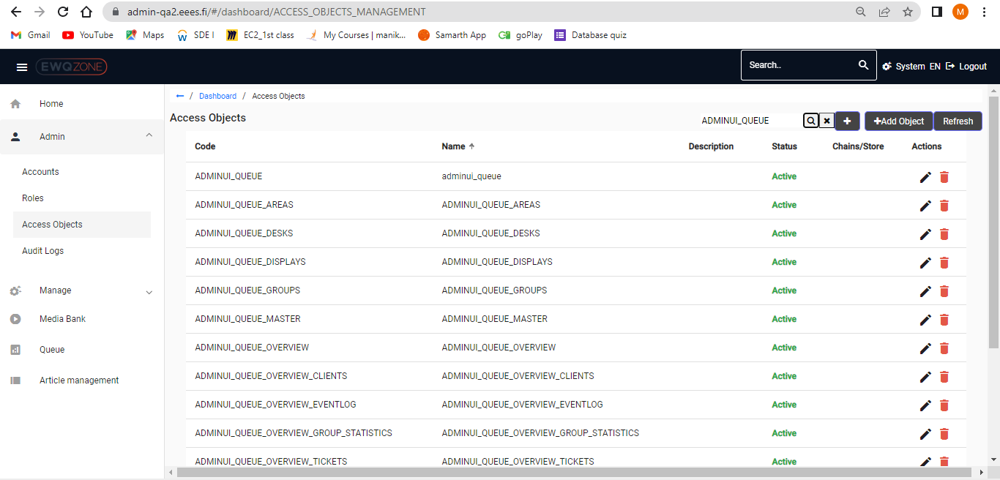 admin-qa2.eees.fi/#/dashboard/ACCESS_OBJECTS_MANAGEMENT
M
Gmail YouTube Maps SDE I EC2_1st class My Courses | manik... Samarth App goPlay Database quiz
EWQZONE Search.. System EN Logout
Home
Admin
Accounts
Roles
Access Objects
Audit Logs
Manage
Media Bank
Queue
Article management
← / Dashboard / Access Objects
Access Objects ADMINUI_QUEUE +Add Object Refresh
Code Name Description Status Chains/Store Actions
ADMINUI_QUEUE adminui_queue Active
ADMINUI_QUEUE_AREAS ADMINUI_QUEUE_AREAS Active
ADMINUI_QUEUE_DESKS ADMINUI_QUEUE_DESKS Active
ADMINUI_QUEUE_DISPLAYS ADMINUI_QUEUE_DISPLAYS Active
ADMINUI_QUEUE_GROUPS ADMINUI_QUEUE_GROUPS Active
ADMINUI_QUEUE_MASTER ADMINUI_QUEUE_MASTER Active
ADMINUI_QUEUE_OVERVIEW ADMINUI_QUEUE_OVERVIEW Active
ADMINUI_QUEUE_OVERVIEW_CLIENTS ADMINUI_QUEUE_OVERVIEW_CLIENTS Active
ADMINUI_QUEUE_OVERVIEW_EVENTLOG ADMINUI_QUEUE_OVERVIEW_EVENTLOG Active
ADMINUI_QUEUE_OVERVIEW_GROUP_STATISTICS ADMINUI_QUEUE_OVERVIEW_GROUP_STATISTICS Active
ADMINUI_QUEUE_OVERVIEW_TICKETS ADMINUI_QUEUE_OVERVIEW_TICKETS Active